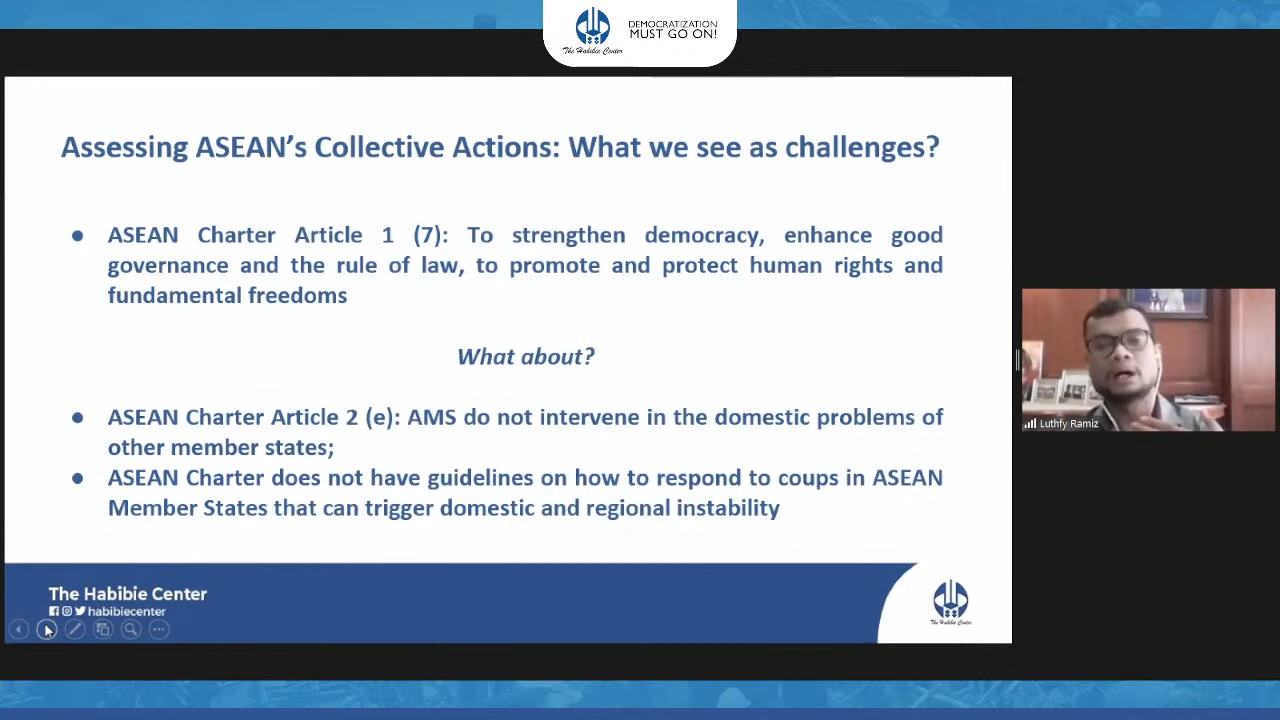 The Habibie Center
DEMOCRATIZATION
MUST GO ON!
Assessing ASEAN's Collective Actions: What we see as challenges?
● ASEAN Charter Article 1 (7): To strengthen democracy, enhance good
governance and the rule of law, to promote and protect human rights and
fundamental freedoms
What about?
● ASEAN Charter Article 2 (e): AMS do not intervene in the domestic problems of
other member states;
● ASEAN Charter does not have guidelines on how to respond to coups in ASEAN
Member States that can trigger domestic and regional instability
Luthfy Ramiz
The Habibie Center
habibiecenter
The Habibie Center